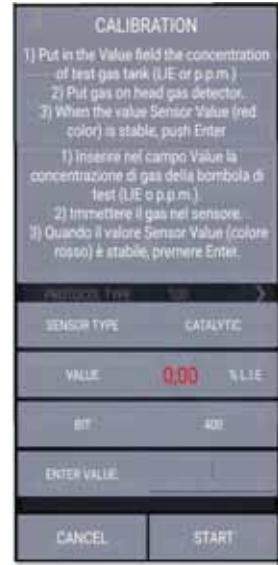 CALIBRATION
1) Put in the Value field the concentration
of test gas tank (LIE or p.p.m.)
2) Put gas on head gas detector.
3) When the value Sensor Value (red
color) is stable, push Enter
1) Inserire nel campo Value la
concentrazione di gas della bombola di
test (LIE o p.p.m.).
2) Immettere il gas nel sensore.
3) Quando il valore Sensor Value (colore
rosso) è stabile, premere Enter.
PROTOCOL TYPE
SENSOR TYPE CATALYTIC
VALUE 0,00 % L.I.E
BIT 400
ENTER VALUE
CANCEL START